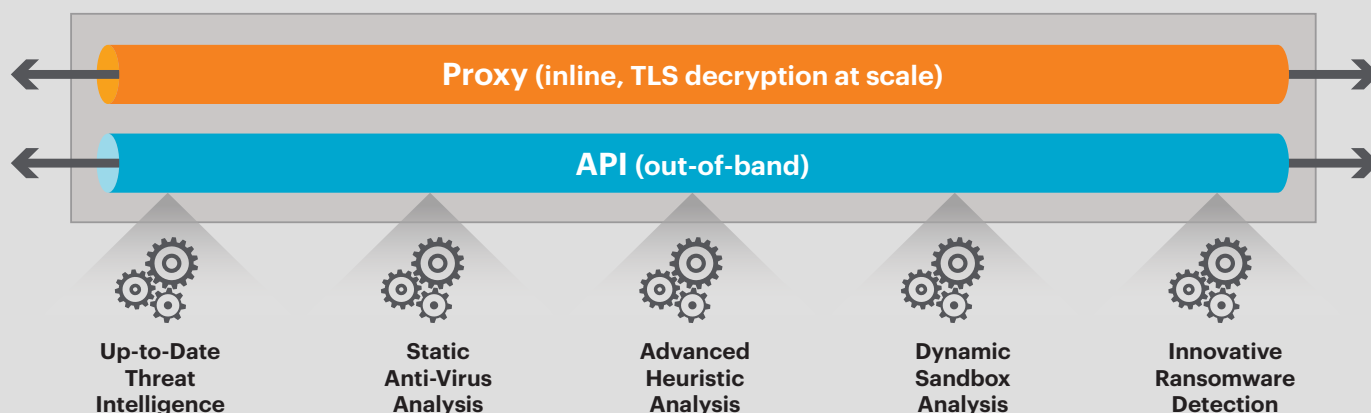 Proxy (inline, TLS decryption at scale)
API (out-of-band)
Up-to-Date
Threat
Intelligence
Static
Anti-Virus
Analysis
Advanced
Heuristic
Analysis
Dynamic
Sandbox
Analysis
Innovative
Ransomware
Detection